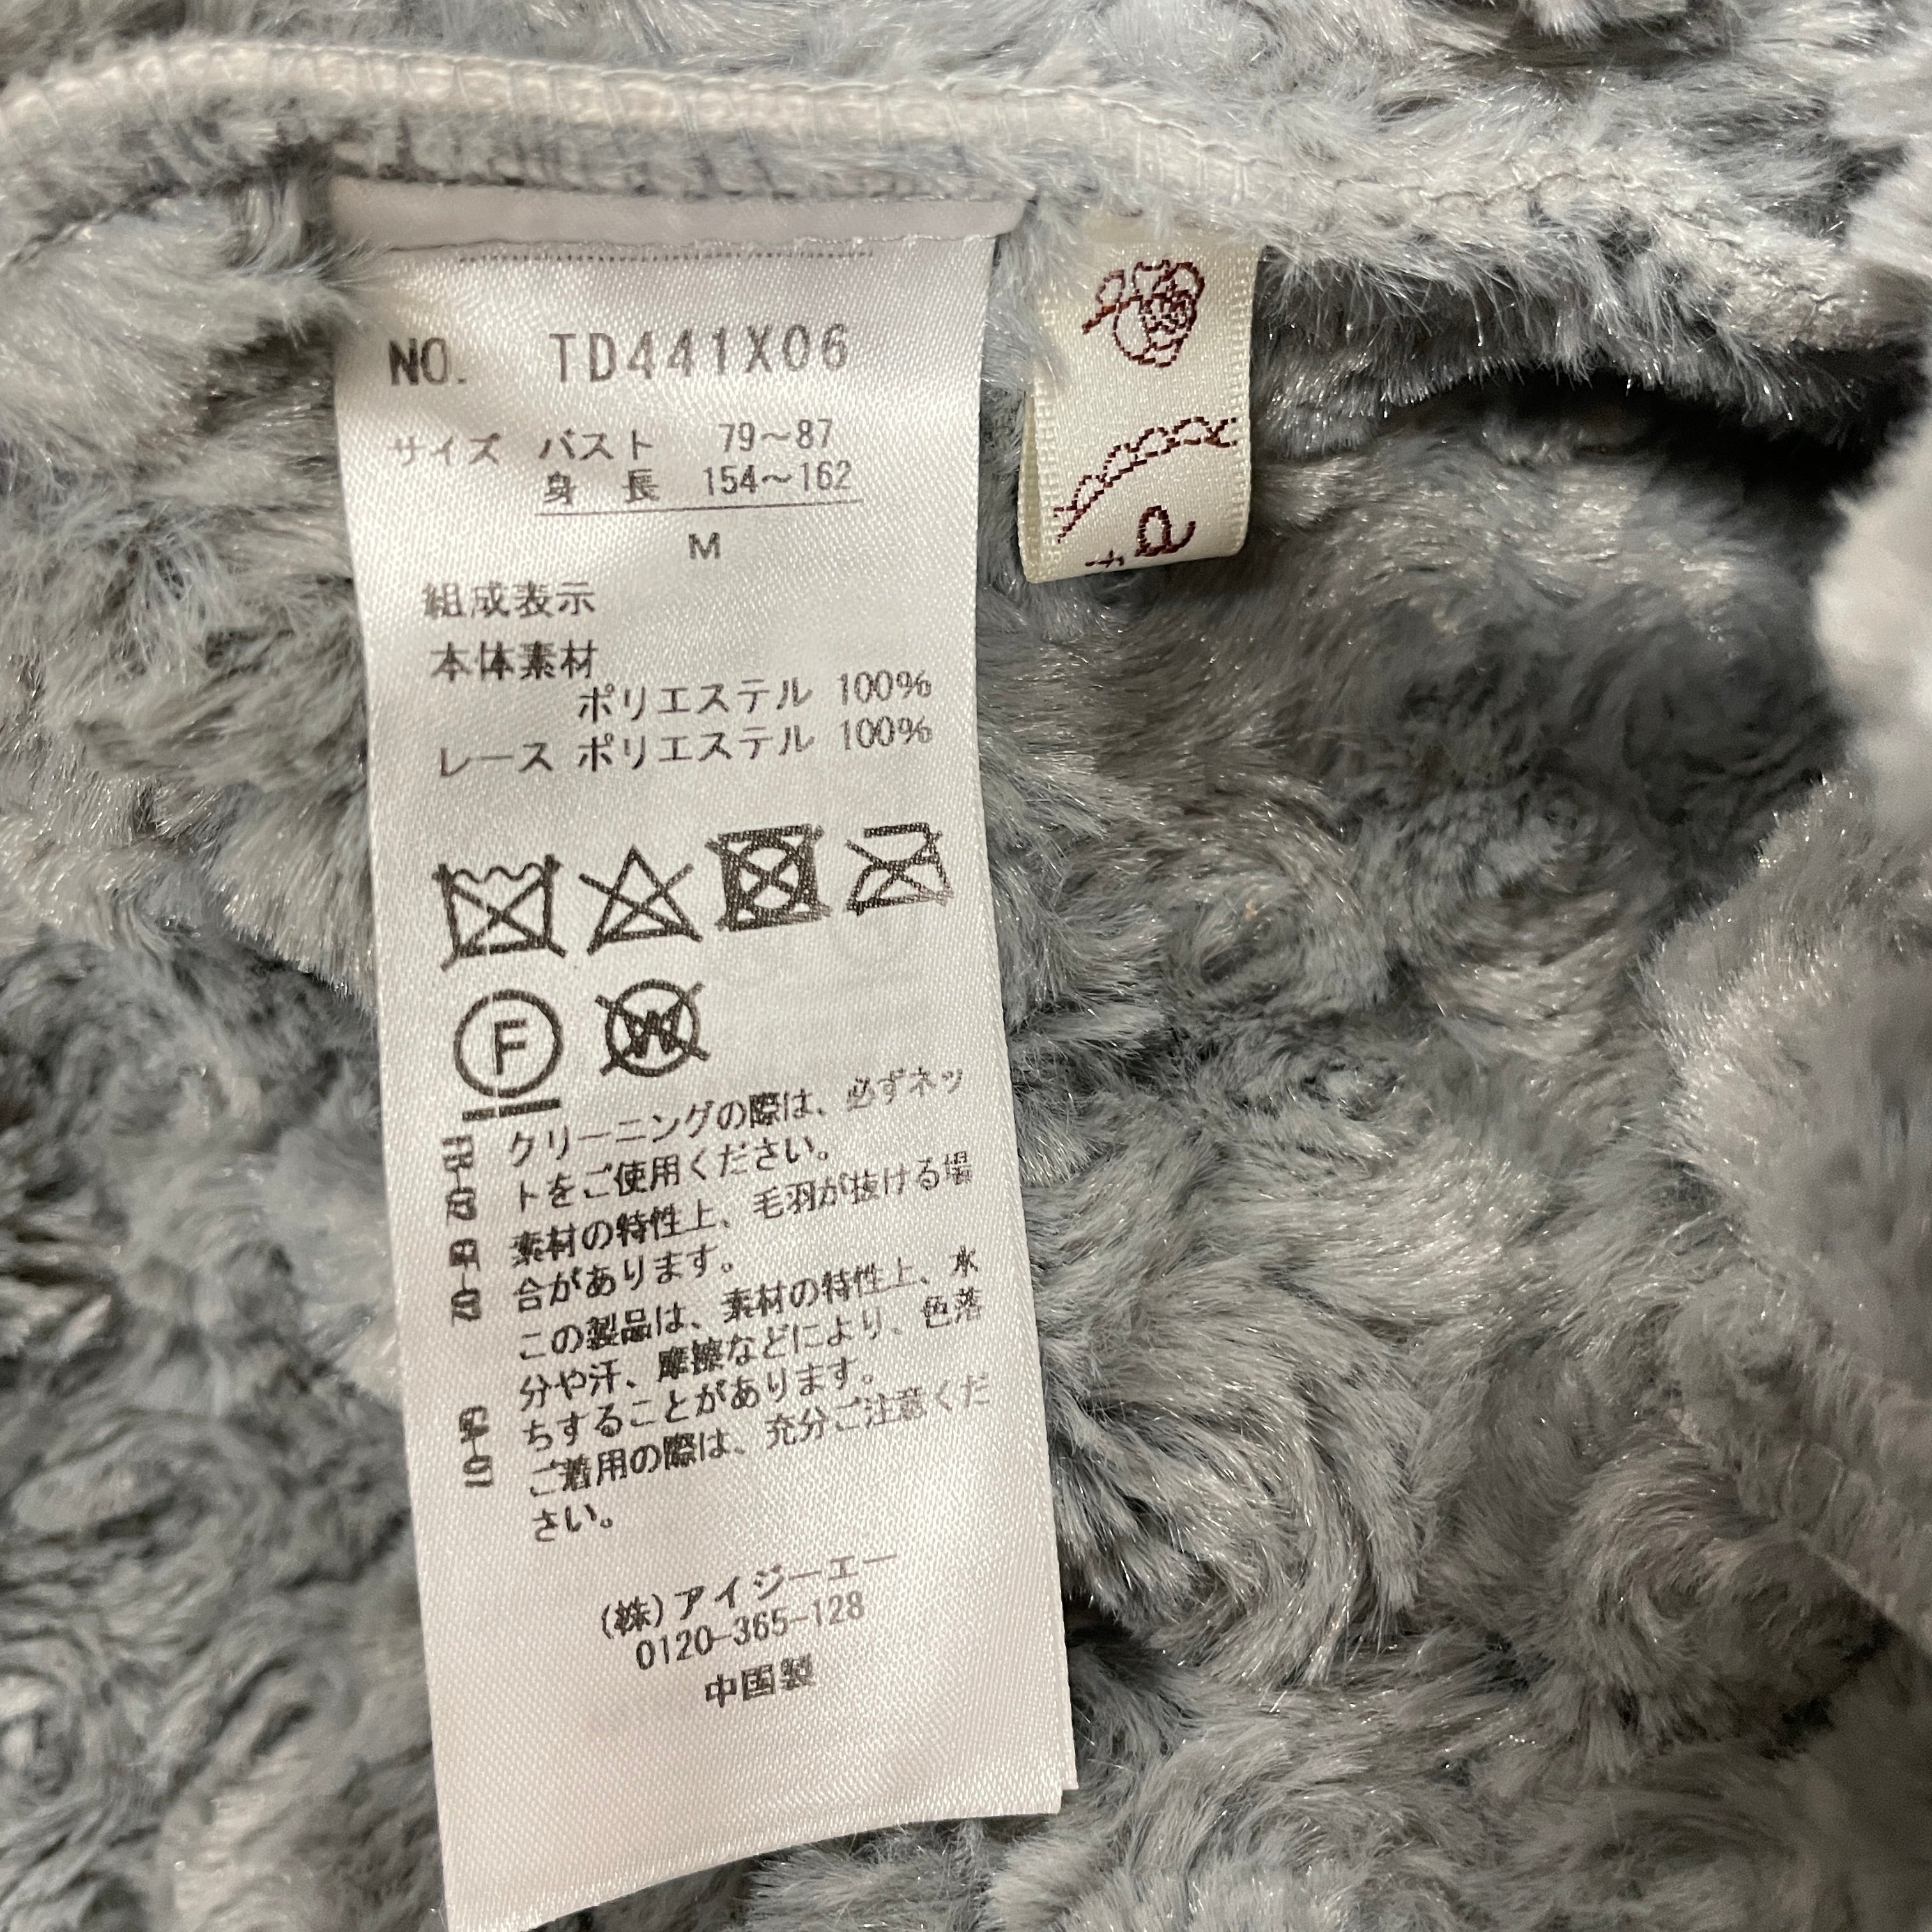 NO. TD441X06
サイズ バスト 79～87
身 長 154～162
M
組成表示
本体素材
ポリエステル 100%
レース ポリエステル 100%
F
W
クリーニングの際は、必ずネッ
トをご使用ください。
素材の特性上、毛羽が抜ける場
合があります。
この製品は、素材の特性上、水
分や汗、摩擦などにより、色落
ちすることがあります。
ご着用の際は、充分ご注意くだ
さい。
(株)アイジーエー
0120-365-128
中国製
e